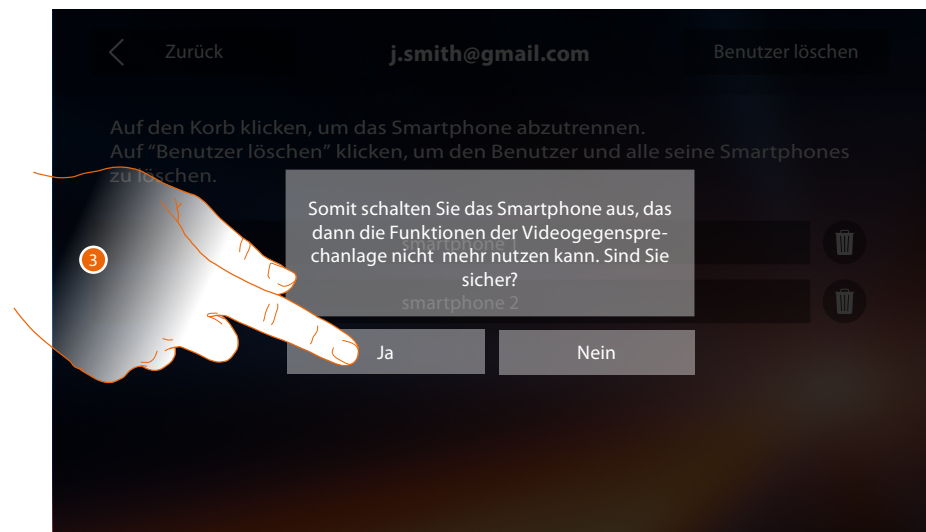 Zurück
j.smith@gmail.com
Benutzer löschen
Auf den Korb klicken, um das Smartphone abzutrennen.
Auf “Benutzer löschen” klicken, um den Benutzer und alle seine Smartphones
zu löschen.
Somit schalten Sie das Smartphone aus, das
dann die Funktionen der Videogegenspre-
chanlage nicht mehr nutzen kann. Sind Sie
sicher?
smartphone 1
smartphone 2
3
Ja
Nein